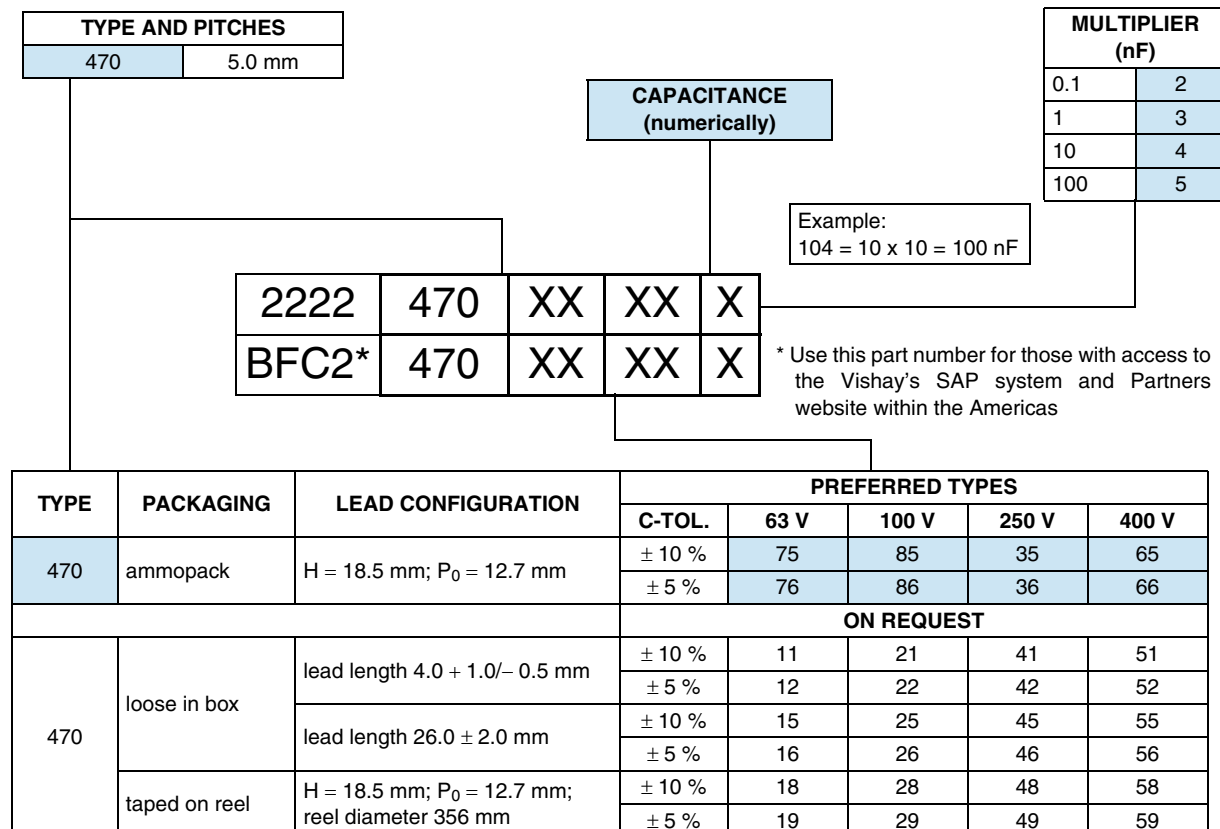 TYPE AND PITCHES
470 5.0 mm
MULTIPLIER
(nF)
0.1 2
1 3
10 4
100 5
CAPACITANCE
(numerically)
Example:
104 = 10 x 10 = 100 nF
2222 470 XX XX X
BFC2* 470 XX XX X
* Use this part number for those with access to
the Vishay's SAP system and Partners
website within the Americas
TYPE PACKAGING LEAD CONFIGURATION PREFERRED TYPES
C-TOL. 63 V 100 V 250 V 400 V
470 ammopack H = 18.5 mm; P0 = 12.7 mm ± 10 % 75 85 35 65
± 5 % 76 86 36 66
ON REQUEST
470 loose in box lead length 4.0 + 1.0/− 0.5 mm ± 10 % 11 21 41 51
± 5 % 12 22 42 52
lead length 26.0 ± 2.0 mm ± 10 % 15 25 45 55
± 5 % 16 26 46 56
taped on reel H = 18.5 mm; P0 = 12.7 mm; ± 10 % 18 28 48 58
reel diameter 356 mm ± 5 % 19 29 49 59